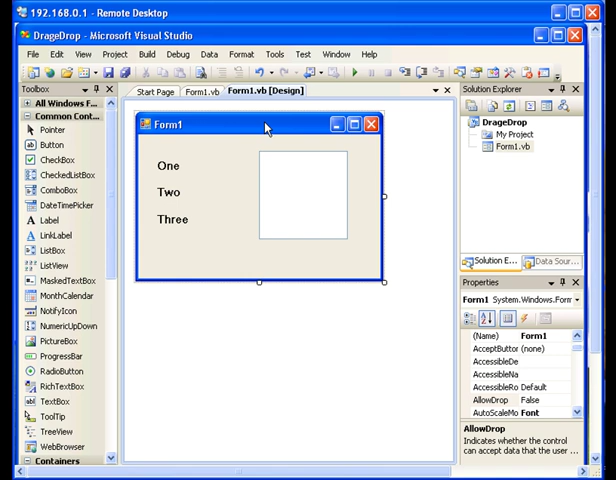 192.168.0.1 - Remote Desktop
DrageDrop - Microsoft Visual Studio
File Edit View Project Build Debug Data Format Tools Test Window Help
Toolbox
All Windows F...
Common Cont...
Pointer
Button
CheckBox
CheckedListBox
ComboBox
DateTimePicker
Label
LinkLabel
ListBox
ListView
MaskedTextBox
MonthCalendar
NotifyIcon
NumericUpDown
PictureBox
ProgressBar
RadioButton
RichTextBox
TextBox
ToolTip
TreeView
WebBrowser
Containers
Start Page Form1.vb Form1.vb [Design]
Form1
One
Two
Three
Solution Explorer
DrageDrop
My Project
Form1.vb
Solution E... Data Sour...
Properties
Form1 System.Windows.Form
(Name) Form1
AcceptButtor (none)
AccessibleDe
AccessibleNa
AccessibleRo Default
AllowDrop False
AutoScaleMo Font
AllowDrop
Indicates whether the control
can accept data that the user ...